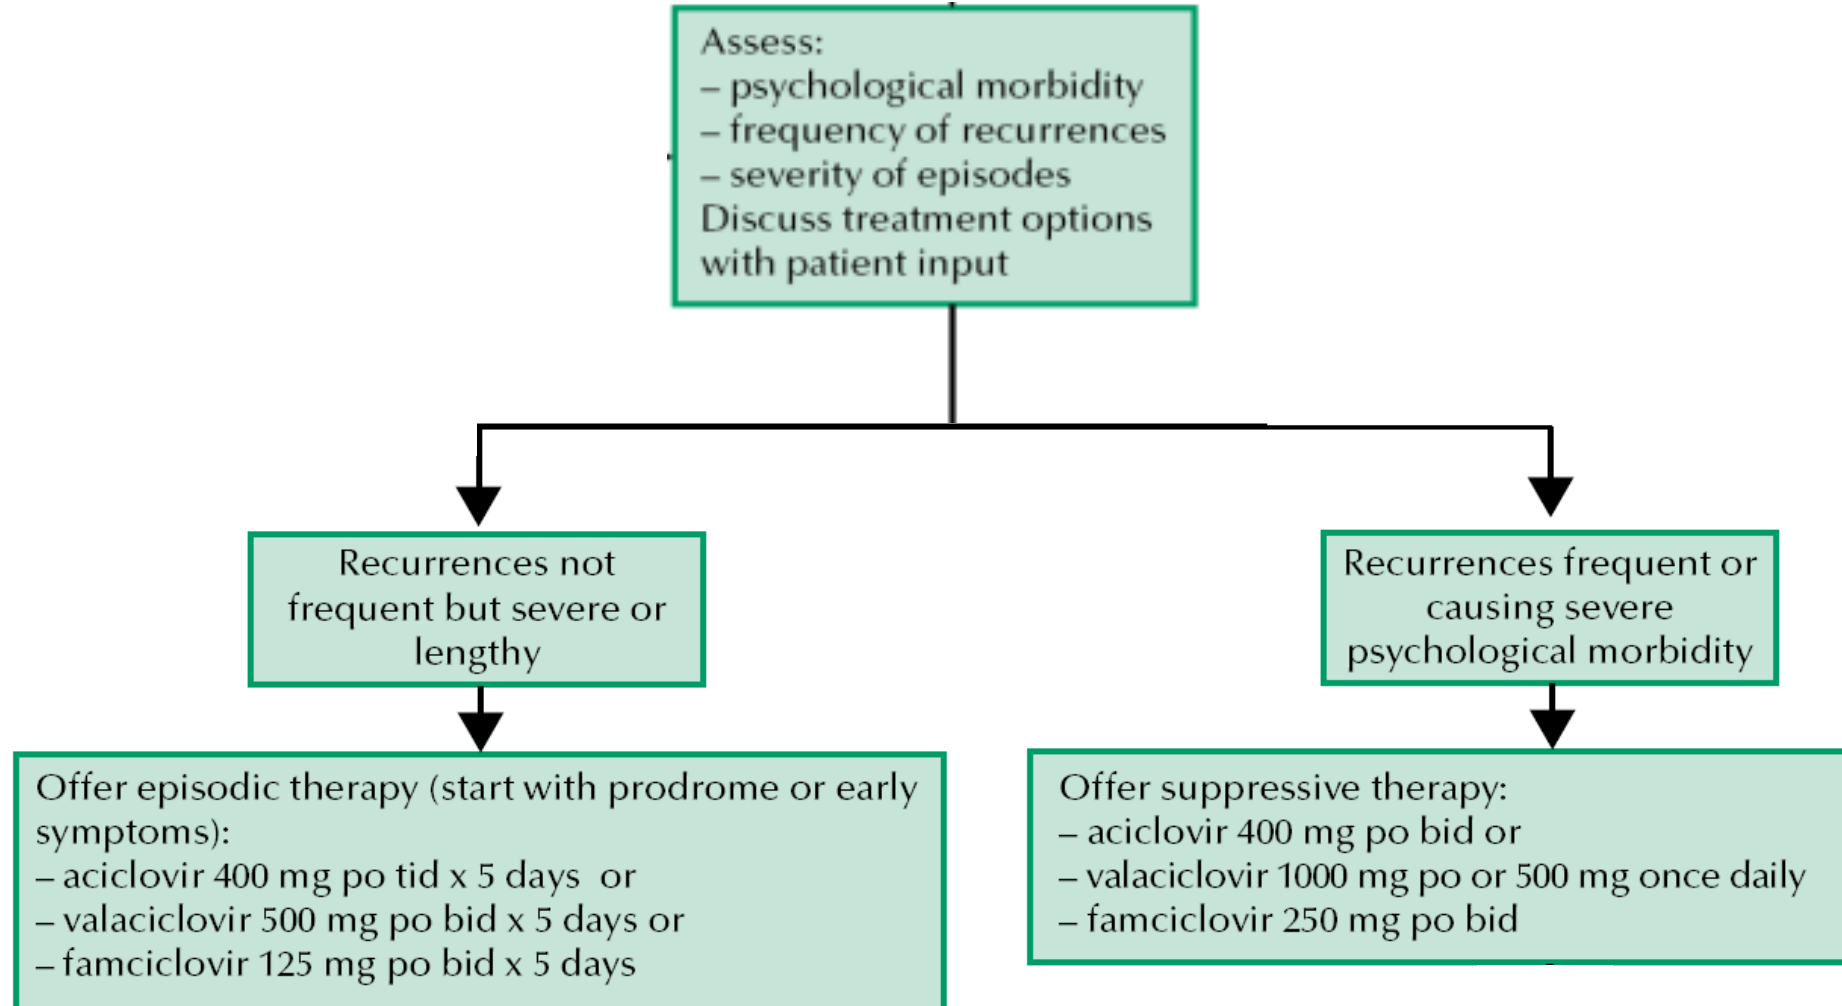 Assess:
– psychological morbidity
– frequency of recurrences
– severity of episodes
Discuss treatment options
with patient input
Recurrences not
frequent but severe or
lengthy
Recurrences frequent or
causing severe
psychological morbidity
Offer episodic therapy (start with prodrome or early
symptoms):
– aciclovir 400 mg po tid x 5 days or
– valaciclovir 500 mg po bid x 5 days or
– famciclovir 125 mg po bid x 5 days
Offer suppressive therapy:
– aciclovir 400 mg po bid or
– valaciclovir 1000 mg po or 500 mg once daily
– famciclovir 250 mg po bid